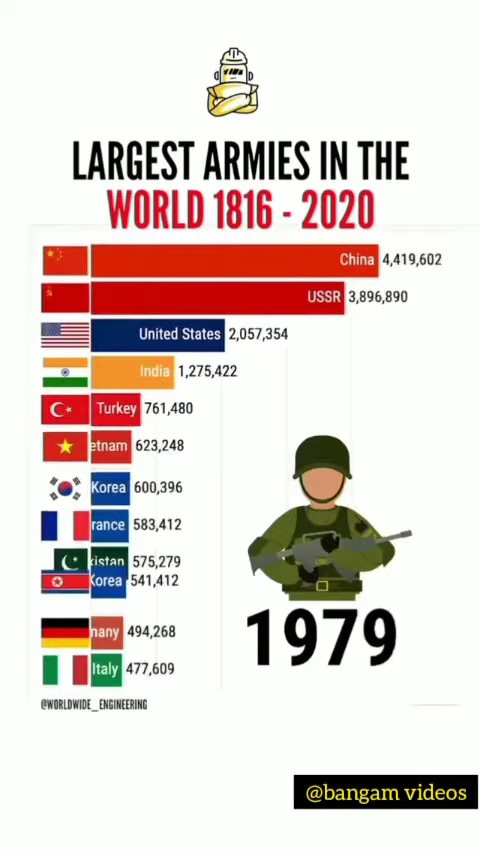 LARGEST ARMIES IN THE
WORLD 1816 - 2020
China 4,419,602
USSR 3,896,890
United States 2,057,354
India 1,275,422
Turkey 761,480
etnam 623,248
Korea 600,396
rance 583,412
kistan 575,279
Korea 541,412
many 494,268
Italy 477,609
1979
@WORLDWIDE_ENGINEERING
@bangam videos